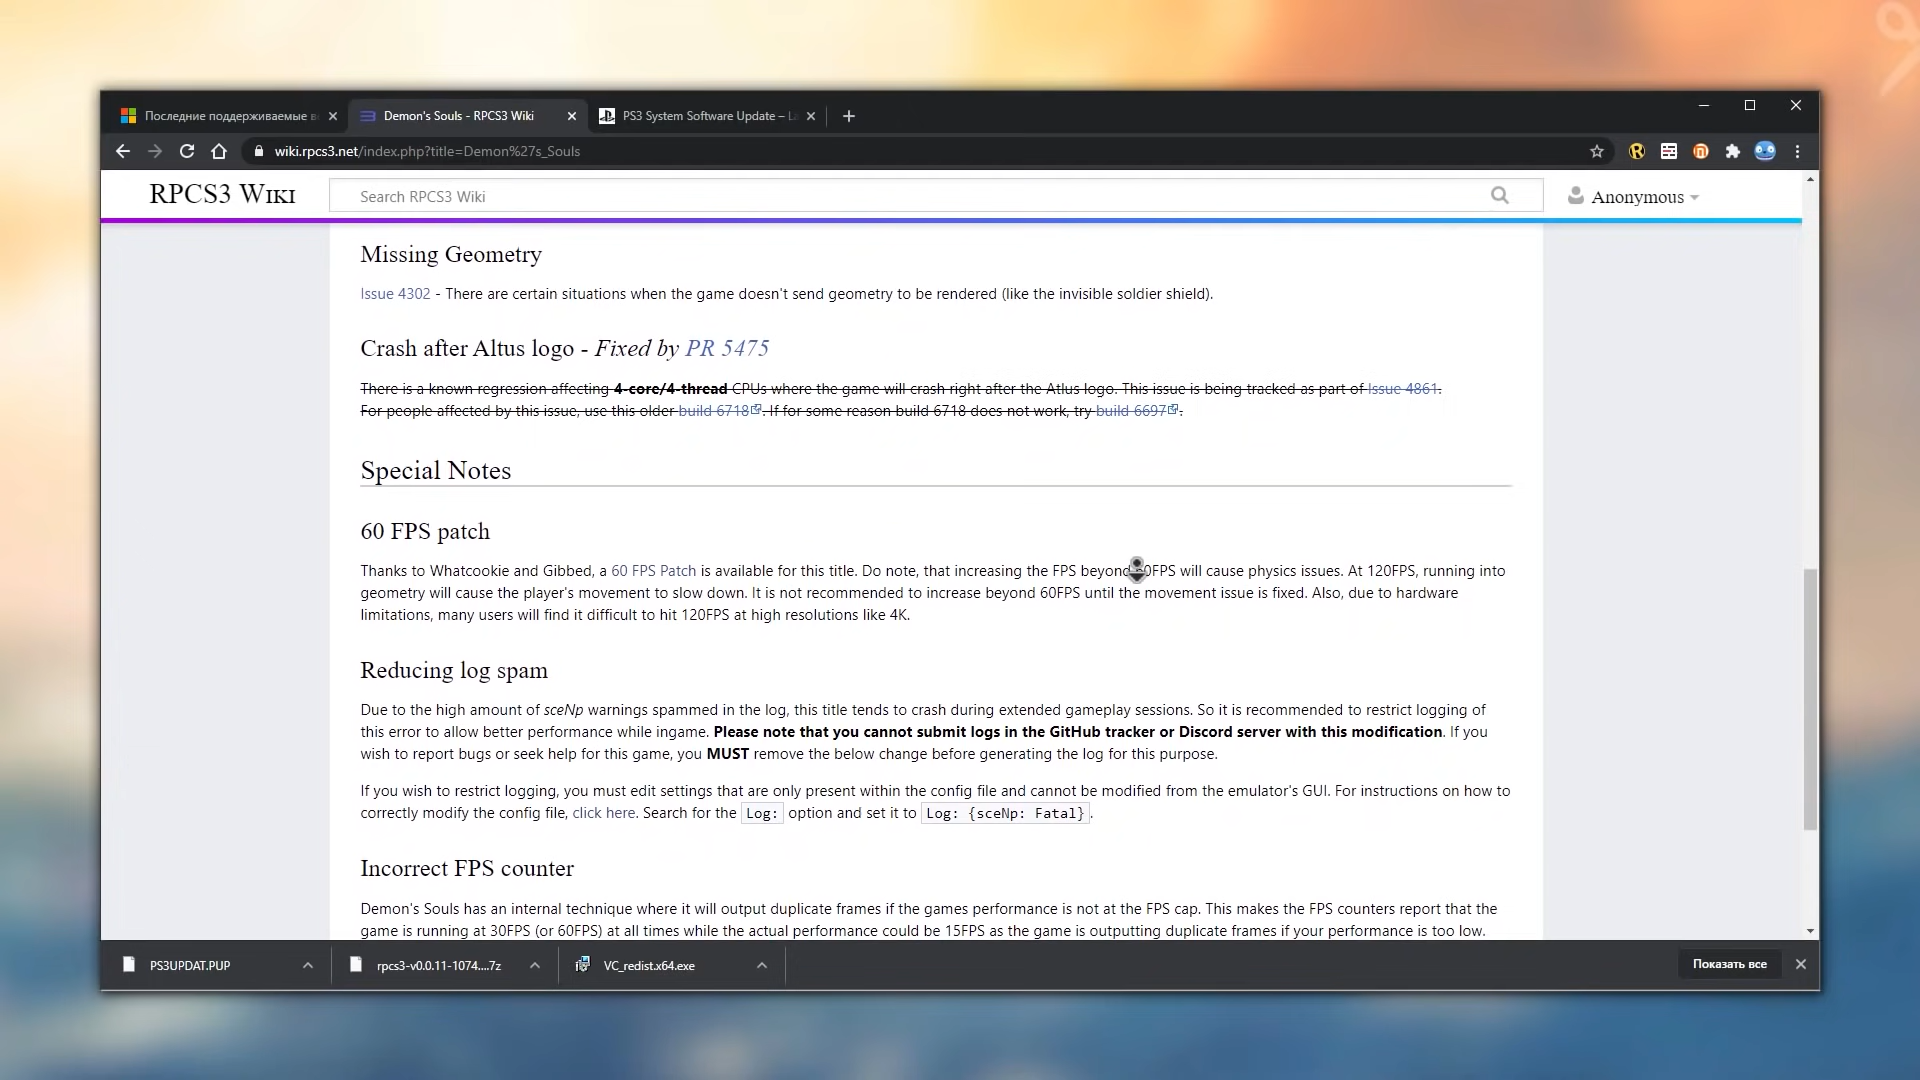 Последние поддерживаемые в
Demon's Souls - RPCS3 Wiki
PS3 System Software Update –
wiki.rpcs3.net/index.php?title=Demon%27s_Souls
RPCS3 Wiki
Search RPCS3 Wiki
Anonymous
Missing Geometry
Issue 4302 - There are certain situations when the game doesn't send geometry to be rendered (like the invisible soldier shield).
Crash after Altus logo - Fixed by PR 5475
There is a known regression affecting 4-core/4-thread CPUs where the game will crash right after the Atlus logo. This issue is being tracked as part of Issue 4861.
For people affected by this issue, use this older build 6718. If for some reason build 6718 does not work, try build 6697.
Special Notes
60 FPS patch
Thanks to Whatcookie and Gibbed, a 60 FPS Patch is available for this title. Do note, that increasing the FPS beyond 60FPS will cause physics issues. At 120FPS, running into
geometry will cause the player's movement to slow down. It is not recommended to increase beyond 60FPS until the movement issue is fixed. Also, due to hardware
limitations, many users will find it difficult to hit 120FPS at high resolutions like 4K.
Reducing log spam
Due to the high amount of sceNp warnings spammed in the log, this title tends to crash during extended gameplay sessions. So it is recommended to restrict logging of
this error to allow better performance while ingame. Please note that you cannot submit logs in the GitHub tracker or Discord server with this modification. If you
wish to report bugs or seek help for this game, you MUST remove the below change before generating the log for this purpose.
If you wish to restrict logging, you must edit settings that are only present within the config file and cannot be modified from the emulator's GUI. For instructions on how to
correctly modify the config file, click here. Search for the Log: option and set it to Log: {sceNp: Fatal}.
Incorrect FPS counter
Demon's Souls has an internal technique where it will output duplicate frames if the games performance is not at the FPS cap. This makes the FPS counters report that the
game is running at 30FPS (or 60FPS) at all times while the actual performance could be 15FPS as the game is outputting duplicate frames if your performance is too low.
PS3UPDAT.PUP
rpcs3-v0.0.11-1074....7z
VC_redist.x64.exe
Показать все